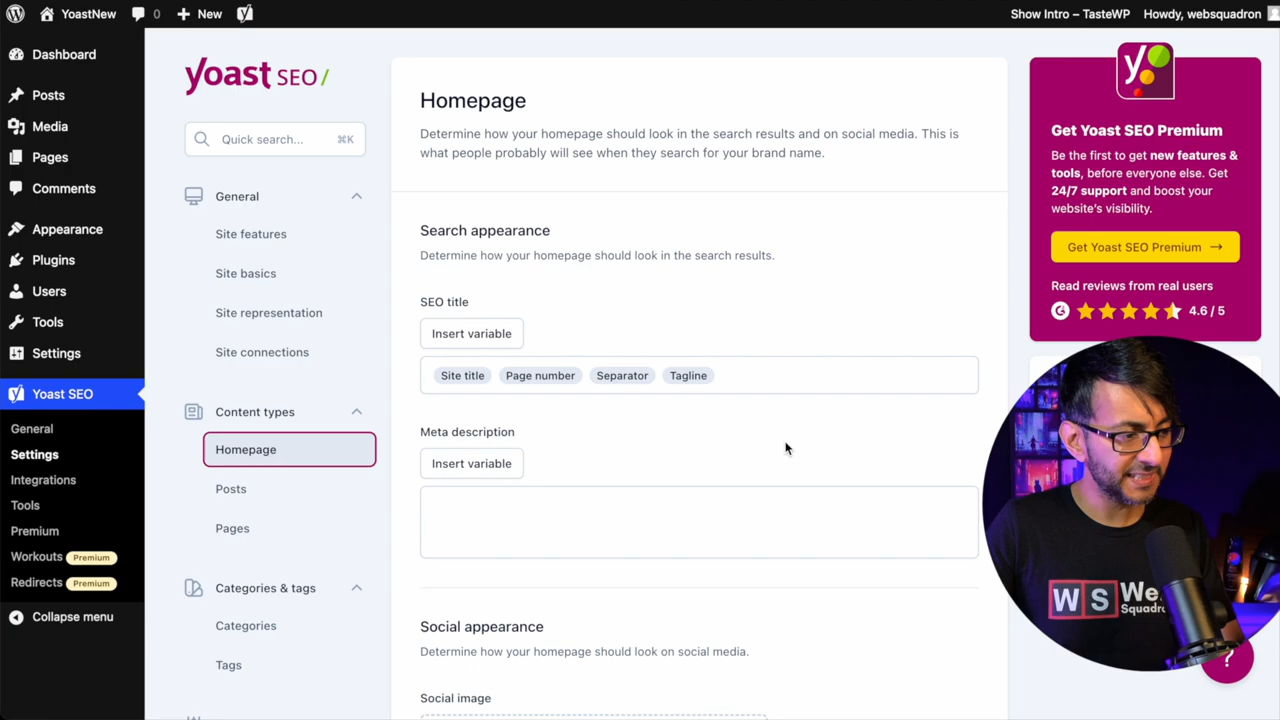 YoastNew
0
New
Show Intro – TasteWP
Howdy, websquadron
Dashboard
Posts
Media
Pages
Comments
Appearance
Plugins
Users
Tools
Settings
Yoast SEO
General
Settings
Integrations
Tools
Premium
Workouts Premium
Redirects Premium
Collapse menu
yoast SEO/
Quick search... ⌘K
General
Site features
Site basics
Site representation
Site connections
Content types
Homepage
Posts
Pages
Categories & tags
Categories
Tags
Homepage
Determine how your homepage should look in the search results and on social media. This is
what people probably will see when they search for your brand name.
Search appearance
Determine how your homepage should look in the search results.
SEO title
Insert variable
Site title Page number Separator Tagline
Meta description
Insert variable
Social appearance
Determine how your homepage should look on social media.
Social image
Get Yoast SEO Premium
Be the first to get new features &
tools, before everyone else. Get
24/7 support and boost your
website's visibility.
Get Yoast SEO Premium →
Read reviews from real users
4.6 / 5
WS
Squadro
?